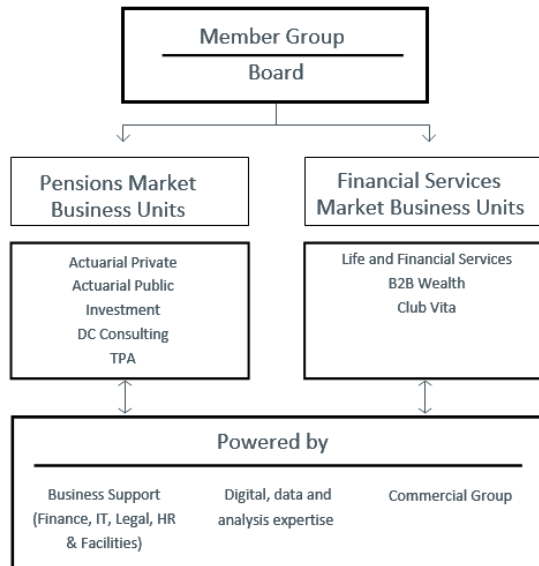 Member Group
Board
Pensions Market
Business Units
Financial Services
Market Business Units
Actuarial Private
Actuarial Public
Investment
DC Consulting
TPA
Life and Financial Services
B2B Wealth
Club Vita
Powered by
Business Support
(Finance, IT, Legal, HR
& Facilities)
Digital, data and
analysis expertise
Commercial Group